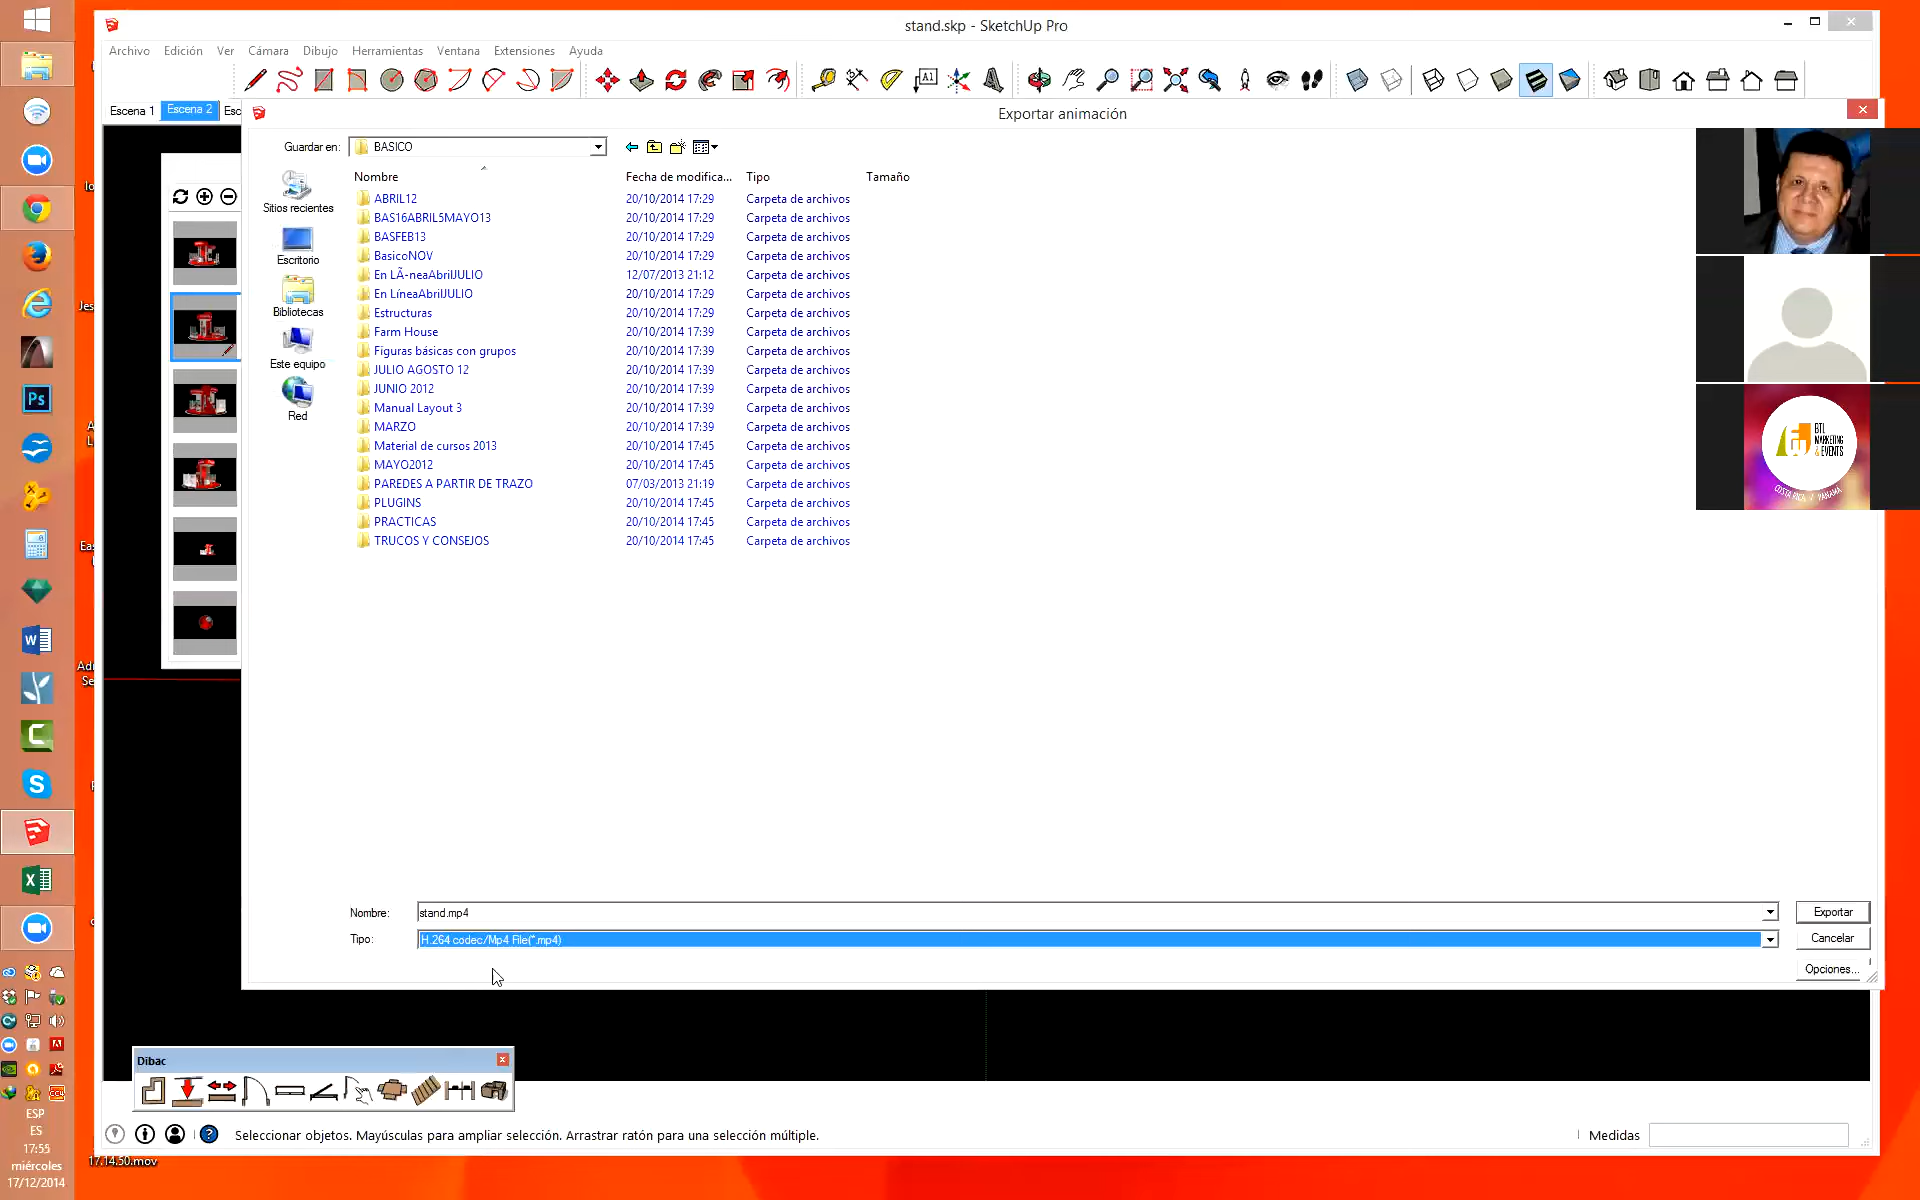 stand.skp - SketchUp Pro
Archivo Edición Ver Cámara Dibujo Herramientas Ventana Extensiones Ayuda
Escena 1 Escena 2 Esc
Exportar animación
Guardar en: BASICO
Nombre Fecha de modifica... Tipo Tamaño
Sitios recientes
Escritorio
Bibliotecas
Este equipo
Red
ABRIL12 20/10/2014 17:29 Carpeta de archivos
BAS16ABRIL5MAYO13 20/10/2014 17:29 Carpeta de archivos
BASFEB13 20/10/2014 17:29 Carpeta de archivos
BasicoNOV 20/10/2014 17:29 Carpeta de archivos
En LÃ-neaAbrilJULIO 12/07/2013 21:12 Carpeta de archivos
En LíneaAbrilJULIO 20/10/2014 17:29 Carpeta de archivos
Estructuras 20/10/2014 17:29 Carpeta de archivos
Farm House 20/10/2014 17:39 Carpeta de archivos
Figuras básicas con grupos 20/10/2014 17:39 Carpeta de archivos
JULIO AGOSTO 12 20/10/2014 17:39 Carpeta de archivos
JUNIO 2012 20/10/2014 17:39 Carpeta de archivos
Manual Layout 3 20/10/2014 17:39 Carpeta de archivos
MARZO 20/10/2014 17:39 Carpeta de archivos
Material de cursos 2013 20/10/2014 17:45 Carpeta de archivos
MAYO2012 20/10/2014 17:45 Carpeta de archivos
PAREDES A PARTIR DE TRAZO 07/03/2013 21:19 Carpeta de archivos
PLUGINS 20/10/2014 17:45 Carpeta de archivos
PRACTICAS 20/10/2014 17:45 Carpeta de archivos
TRUCOS Y CONSEJOS 20/10/2014 17:45 Carpeta de archivos
Nombre: stand.mp4 Exportar
Tipo: H.264 codec/Mp4 File(*.mp4) Cancelar
Opciones...
BTL
MARKETING
& EVENTS
COSTA RICA // PANAMÁ
Dibac
Seleccionar objetos. Mayúsculas para ampliar selección. Arrastrar ratón para una selección múltiple.
Medidas
17.14.50.mov
ESP
ES
17:55
miércoles
17/12/2014